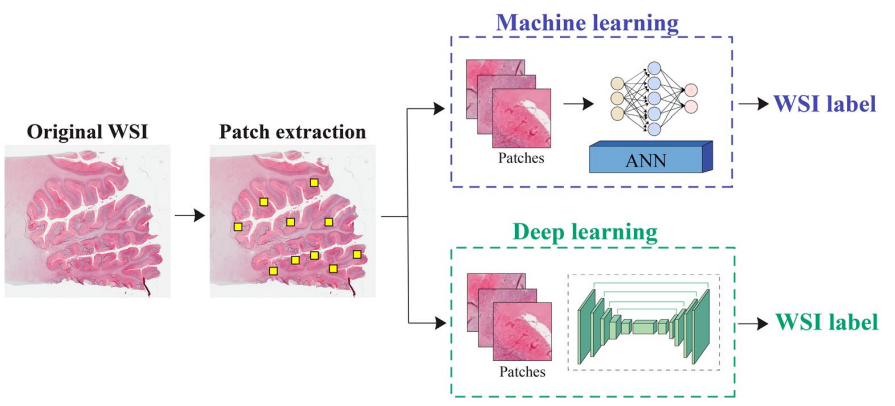 Original WSI
Patch extraction
Machine learning
Patches
ANN
WSI label
Deep learning
Patches
WSI label